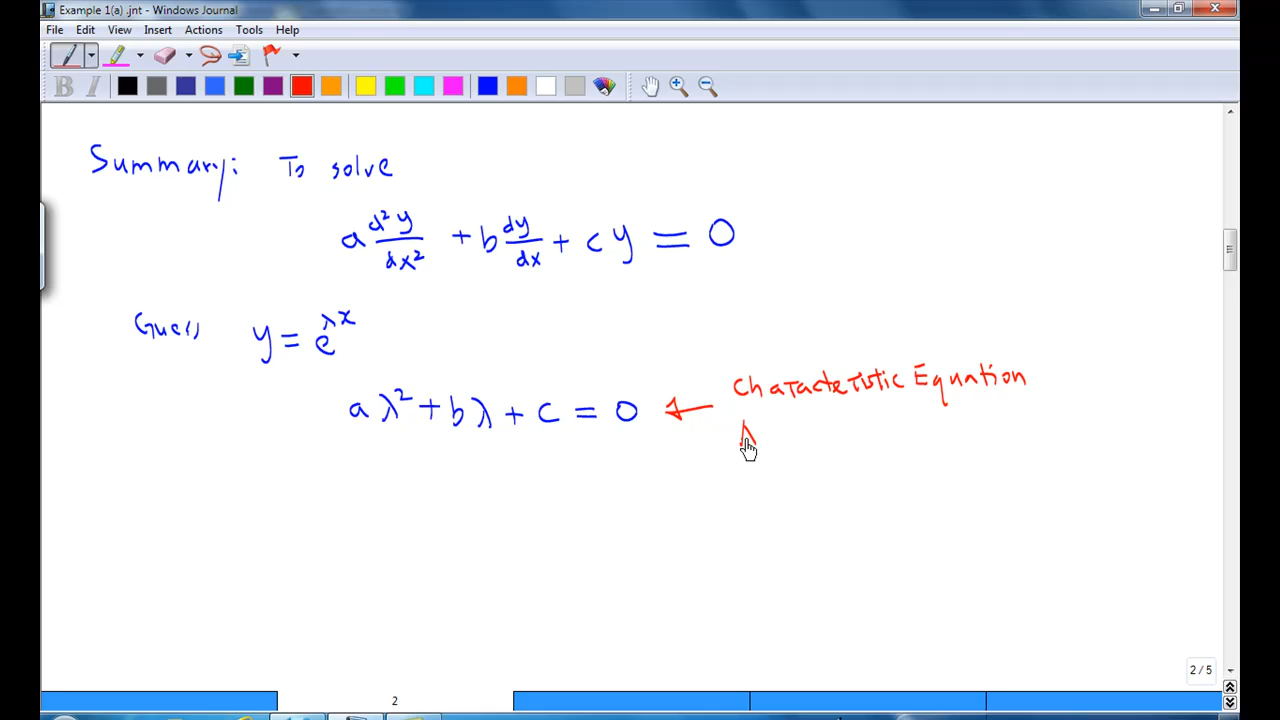 Example 1(a) .jnt - Windows Journal
File Edit View Insert Actions Tools Help
B I
Summary: To solve
a d²y/dx² + b dy/dx + c y = 0
Guess y = e^λx
aλ² + bλ + c = 0 ← Characteristic Equation
2 / 5
2